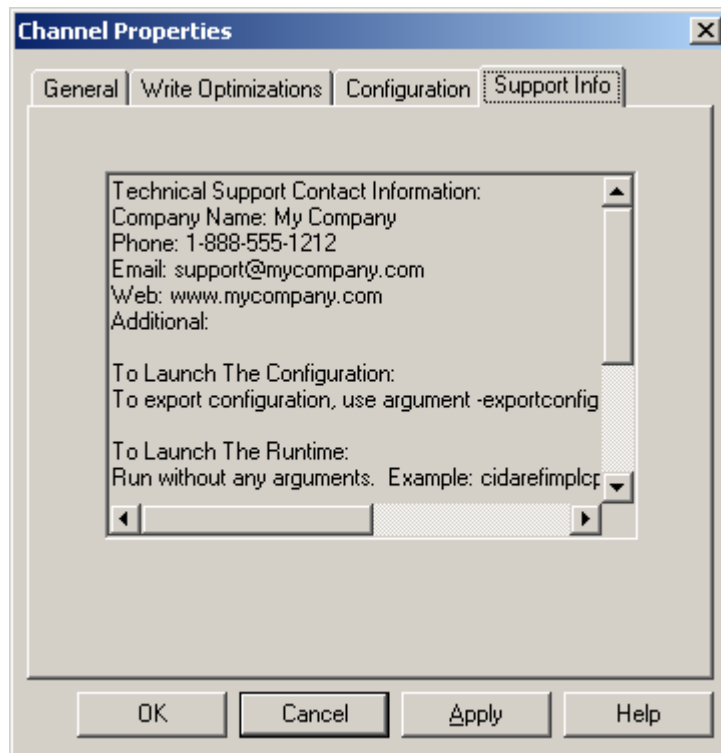 Channel Properties
General
Write Optimizations
Configuration
Support Info
Technical Support Contact Information:
Company Name: My Company
Phone: 1-888-555-1212
Email: support@mycompany.com
Web: www.mycompany.com
Additional:
To Launch The Configuration:
To export configuration, use argument -exportconfig
To Launch The Runtime:
Run without any arguments.  Example: cidarefimplcp
OK
Cancel
Apply
Help